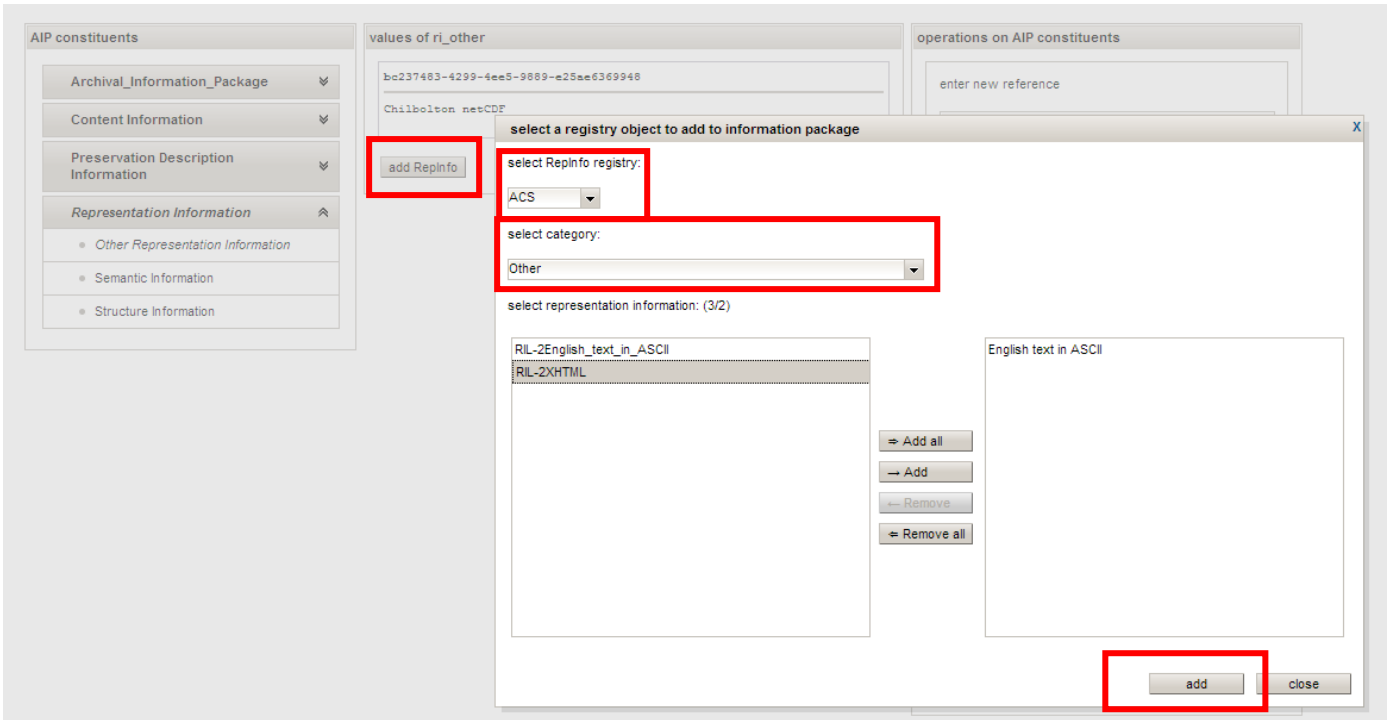 AIP constituents
Archival_Information_Package
Content Information
Preservation Description
Information
Representation Information
Other Representation Information
Semantic Information
Structure Information
values of ri_other
bc237483-4299-4ee5-9889-e25ae6369948
Chilbolton netCDF
add RepInfo
operations on AIP constituents
enter new reference
select a registry object to add to information package
X
select RepInfo registry:
ACS
select category:
Other
select representation information: (3/2)
RIL-2English_text_in_ASCII
RIL-2XHTML
⇒ Add all
→ Add
← Remove
⇐ Remove all
English text in ASCII
add
close